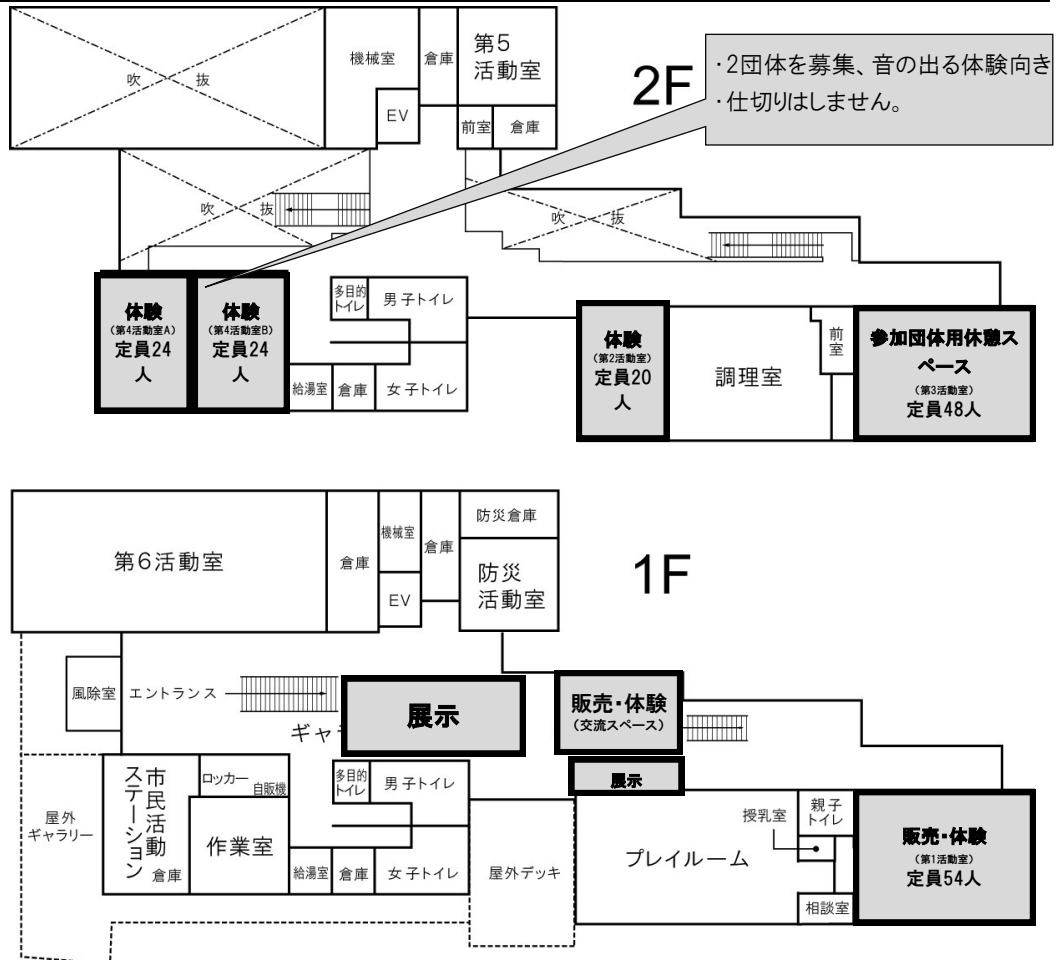 吹 抜
機械室
EV
倉庫
第5
活動室
前室
倉庫
2F
・2団体を募集、音の出る体験向き
・仕切りはしません。
吹 抜
吹 抜
体験
(第4活動室A)
定員24
人
体験
(第4活動室B)
定員24
人
多目的
トイレ
男子トイレ
給湯室
倉庫
女子トイレ
体験
(第2活動室)
定員20
人
調理室
前室
参加団体用休憩ス
ペース
(第3活動室)
定員48人
第6活動室
倉庫
機械室
EV
倉庫
防災倉庫
防災
活動室
1F
風除室
エントランス
ギャラ
展示
販売・体験
(交流スペース)
展示
屋外
ギャラリー
市民活動
ステーション
倉庫
ロッカー
自販機
作業室
多目的
トイレ
男子トイレ
給湯室
倉庫
女子トイレ
屋外デッキ
プレイルーム
授乳室
親子
トイレ
相談室
販売・体験
(第1活動室)
定員54人